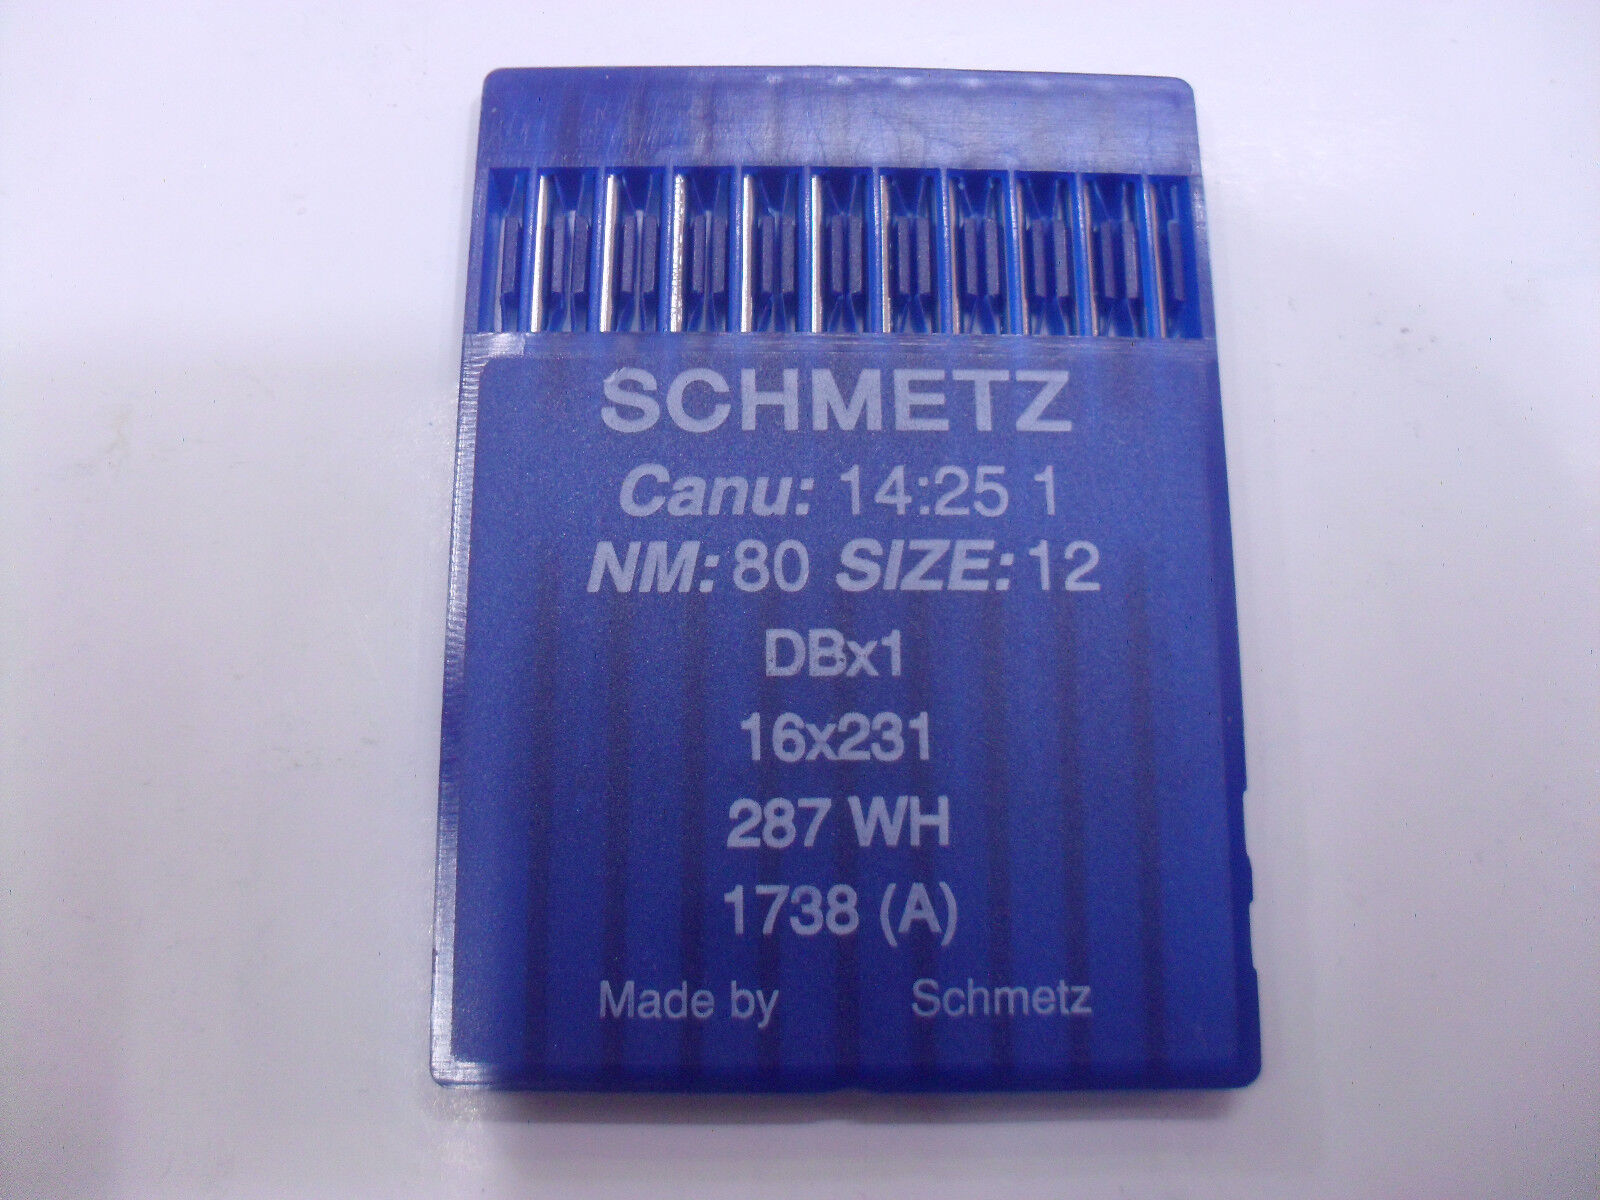 SCHMETZ
Canu: 14:25 1
NM: 80 SIZE: 12
DBx1
16x231
287 WH
1738 (A)
Made by Schmetz